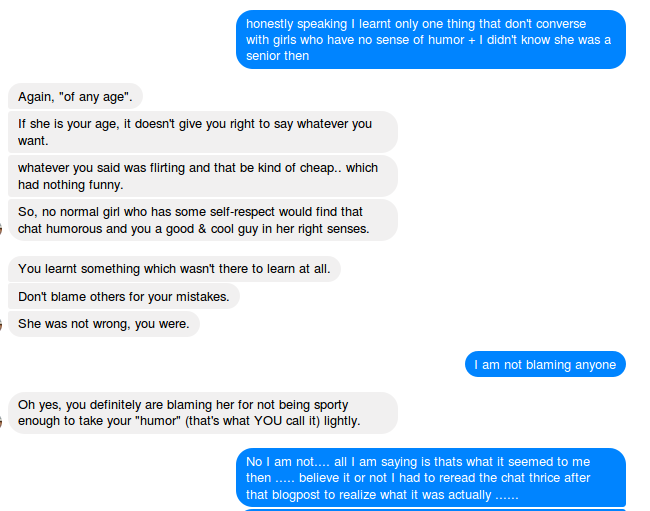 honestly speaking I learnt only one thing that don't converse
with girls who have no sense of humor + I didn't know she was a
senior then
Again, "of any age".
If she is your age, it doesn't give you right to say whatever you
want.
whatever you said was flirting and that be kind of cheap.. which
had nothing funny.
So, no normal girl who has some self-respect would find that
chat humorous and you a good & cool guy in her right senses.
You learnt something which wasn't there to learn at all.
Don't blame others for your mistakes.
She was not wrong, you were.
I am not blaming anyone
Oh yes, you definitely are blaming her for not being sporty
enough to take your "humor" (that's what YOU call it) lightly.
No I am not.... all I am saying is thats what it seemed to me
then ..... believe it or not I had to reread the chat thrice after
that blogpost to realize what it was actually ......